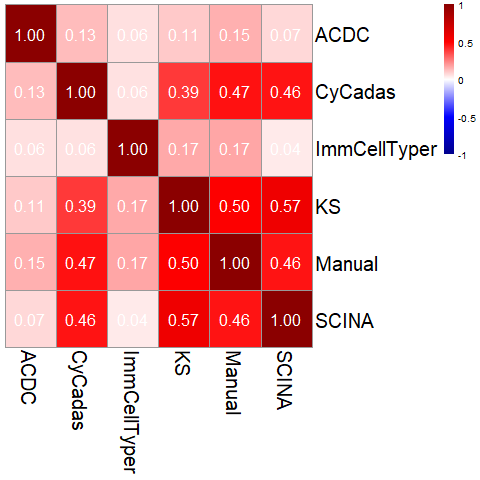 1.00 0.13 0.06 0.11 0.15 0.07 ACDC
0.13 1.00 0.06 0.39 0.47 0.46 CyCadas
0.06 0.06 1.00 0.17 0.17 0.04 ImmCellTyper
0.11 0.39 0.17 1.00 0.50 0.57 KS
0.15 0.47 0.17 0.50 1.00 0.46 Manual
0.07 0.46 0.04 0.57 0.46 1.00 SCINA
ACDC
CyCadas
ImmCellTyper
KS
Manual
SCINA
1
0.5
0
-0.5
-1